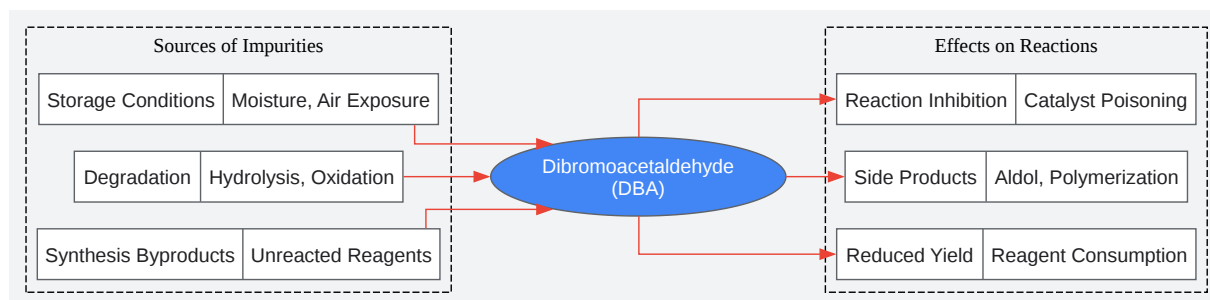 Sources of Impurities
Storage Conditions
Moisture, Air Exposure
Degradation
Hydrolysis, Oxidation
Synthesis Byproducts
Unreacted Reagents
Dibromoacetaldehyde
(DBA)
Effects on Reactions
Reaction Inhibition
Catalyst Poisoning
Side Products
Aldol, Polymerization
Reduced Yield
Reagent Consumption